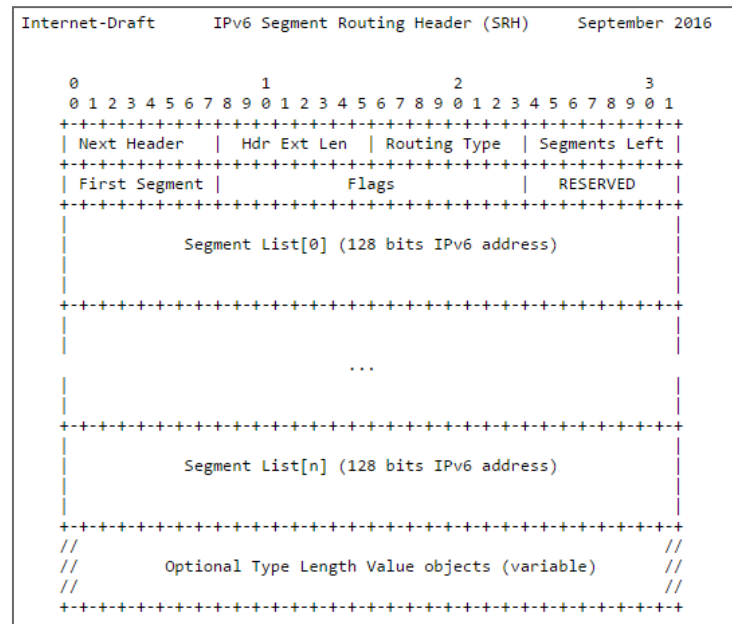 Internet-Draft      IPv6 Segment Routing Header (SRH)     September 2016
 0                   1                   2                   3
 0 1 2 3 4 5 6 7 8 9 0 1 2 3 4 5 6 7 8 9 0 1 2 3 4 5 6 7 8 9 0 1
+-+-+-+-+-+-+-+-+-+-+-+-+-+-+-+-+-+-+-+-+-+-+-+-+-+-+-+-+-+-+-+-+
| Next Header   |  Hdr Ext Len  | Routing Type  | Segments Left |
+-+-+-+-+-+-+-+-+-+-+-+-+-+-+-+-+-+-+-+-+-+-+-+-+-+-+-+-+-+-+-+-+
| First Segment |             Flags             |   RESERVED    |
+-+-+-+-+-+-+-+-+-+-+-+-+-+-+-+-+-+-+-+-+-+-+-+-+-+-+-+-+-+-+-+-+
|                                                               |
|            Segment List[0] (128 bits IPv6 address)            |
|                                                               |
|                                                               |
+-+-+-+-+-+-+-+-+-+-+-+-+-+-+-+-+-+-+-+-+-+-+-+-+-+-+-+-+-+-+-+-+
|                                                               |
|                                                               |
                              ...
|                                                               |
|                                                               |
+-+-+-+-+-+-+-+-+-+-+-+-+-+-+-+-+-+-+-+-+-+-+-+-+-+-+-+-+-+-+-+-+
|                                                               |
|            Segment List[n] (128 bits IPv6 address)            |
|                                                               |
|                                                               |
+-+-+-+-+-+-+-+-+-+-+-+-+-+-+-+-+-+-+-+-+-+-+-+-+-+-+-+-+-+-+-+-+
//                                                             //
//         Optional Type Length Value objects (variable)       //
//                                                             //
+-+-+-+-+-+-+-+-+-+-+-+-+-+-+-+-+-+-+-+-+-+-+-+-+-+-+-+-+-+-+-+-+